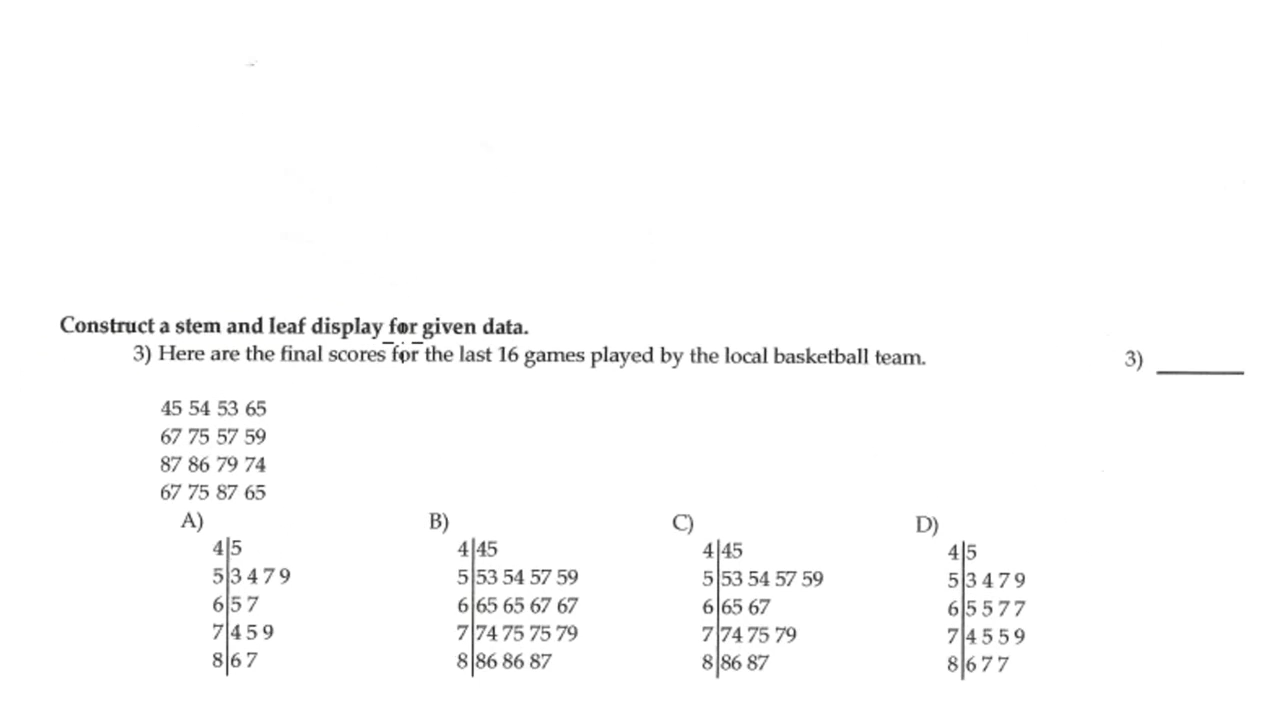 Construct a stem and leaf display for given data.
3) Here are the final scores for the last 16 games played by the local basketball team.
3) ________
45 54 53 65
67 75 57 59
87 86 79 74
67 75 87 65
A)
4|5
5|3 4 7 9
6|5 7
7|4 5 9
8|6 7
B)
4|45
5|53 54 57 59
6|65 65 67 67
7|74 75 75 79
8|86 86 87
C)
4|45
5|53 54 57 59
6|65 67
7|74 75 79
8|86 87
D)
4|5
5|3 4 7 9
6|5 5 7 7
7|4 5 5 9
8|6 7 7